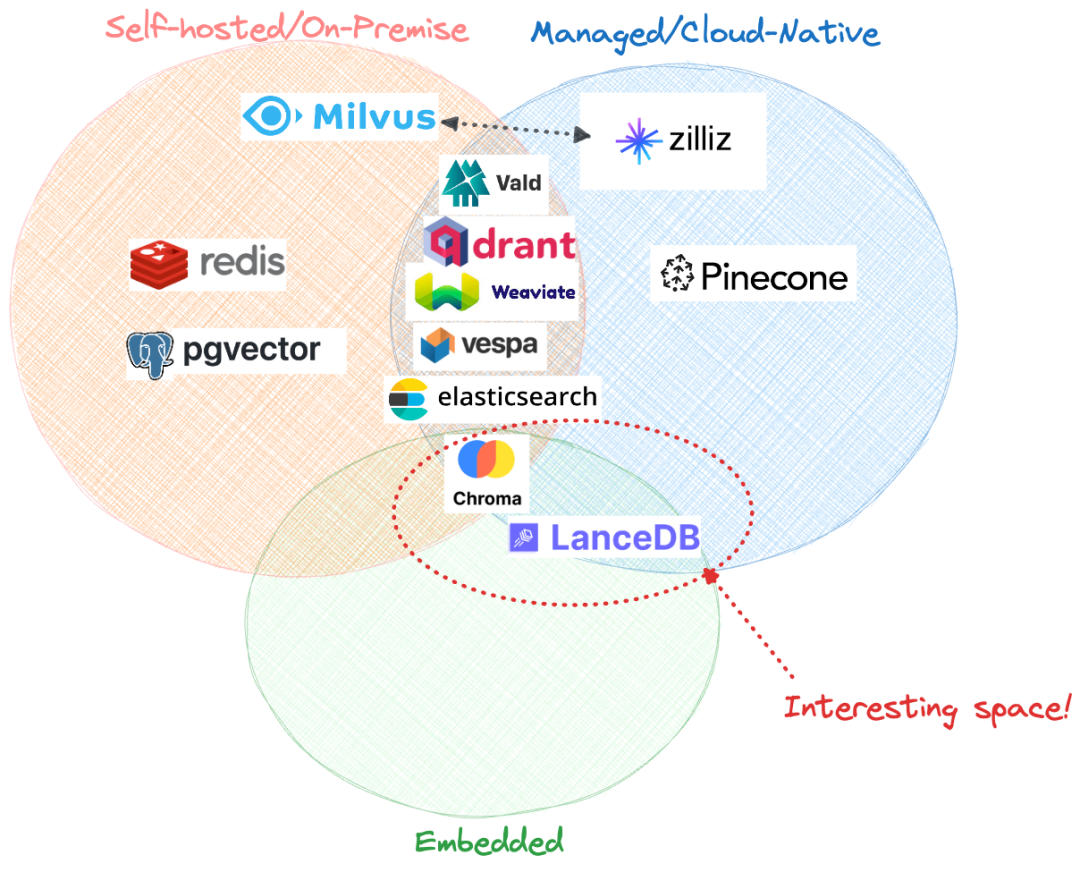 Self-hosted/On-Premise
Managed/Cloud-Native
Milvus
zilliz
Vald
qdrant
redis
Weaviate
Pinecone
pgvector
vespa
elasticsearch
Chroma
LanceDB
Interesting space!
Embedded